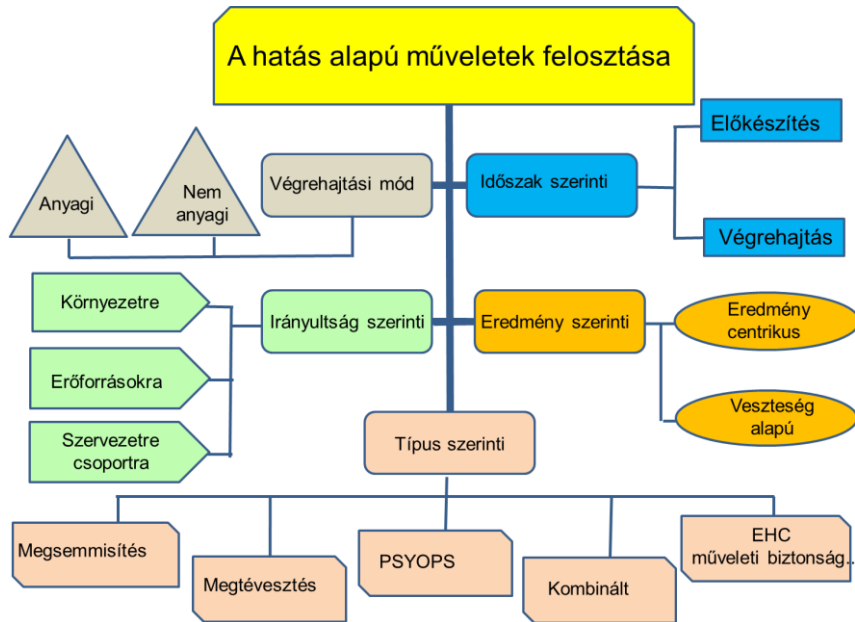 A hatás alapú műveletek felosztása
Előkészítés
Anyagi
Nem
anyagi
Végrehajtási mód
Időszak szerinti
Végrehajtás
Környezetre
Irányultság szerinti
Eredmény szerinti
Eredmény
centrikus
Erőforrásokra
Szervezetre
csoportra
Típus szerinti
Veszteség
alapú
Megsemmisítés
Megtévesztés
PSYOPS
Kombinált
EHC
műveleti biztonság..